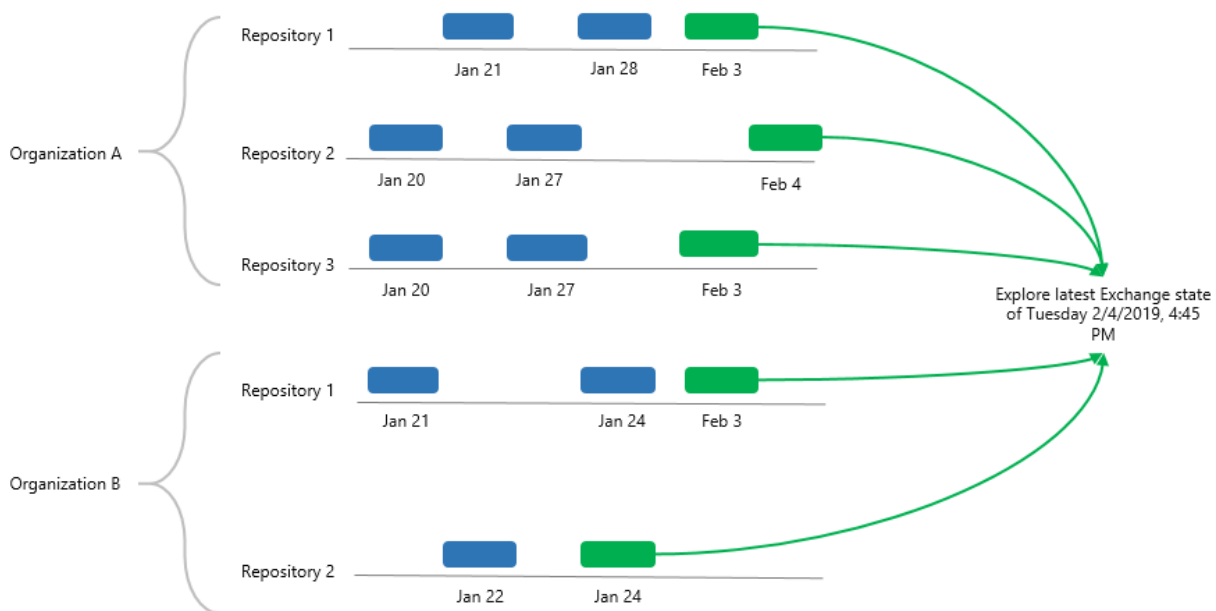 Repository 1
Jan 21
Jan 28
Feb 3
Organization A
Repository 2
Jan 20
Jan 27
Feb 4
Repository 3
Jan 20
Jan 27
Feb 3
Explore latest Exchange state
of Tuesday 2/4/2019, 4:45
PM
Repository 1
Jan 21
Jan 24
Feb 3
Organization B
Repository 2
Jan 22
Jan 24